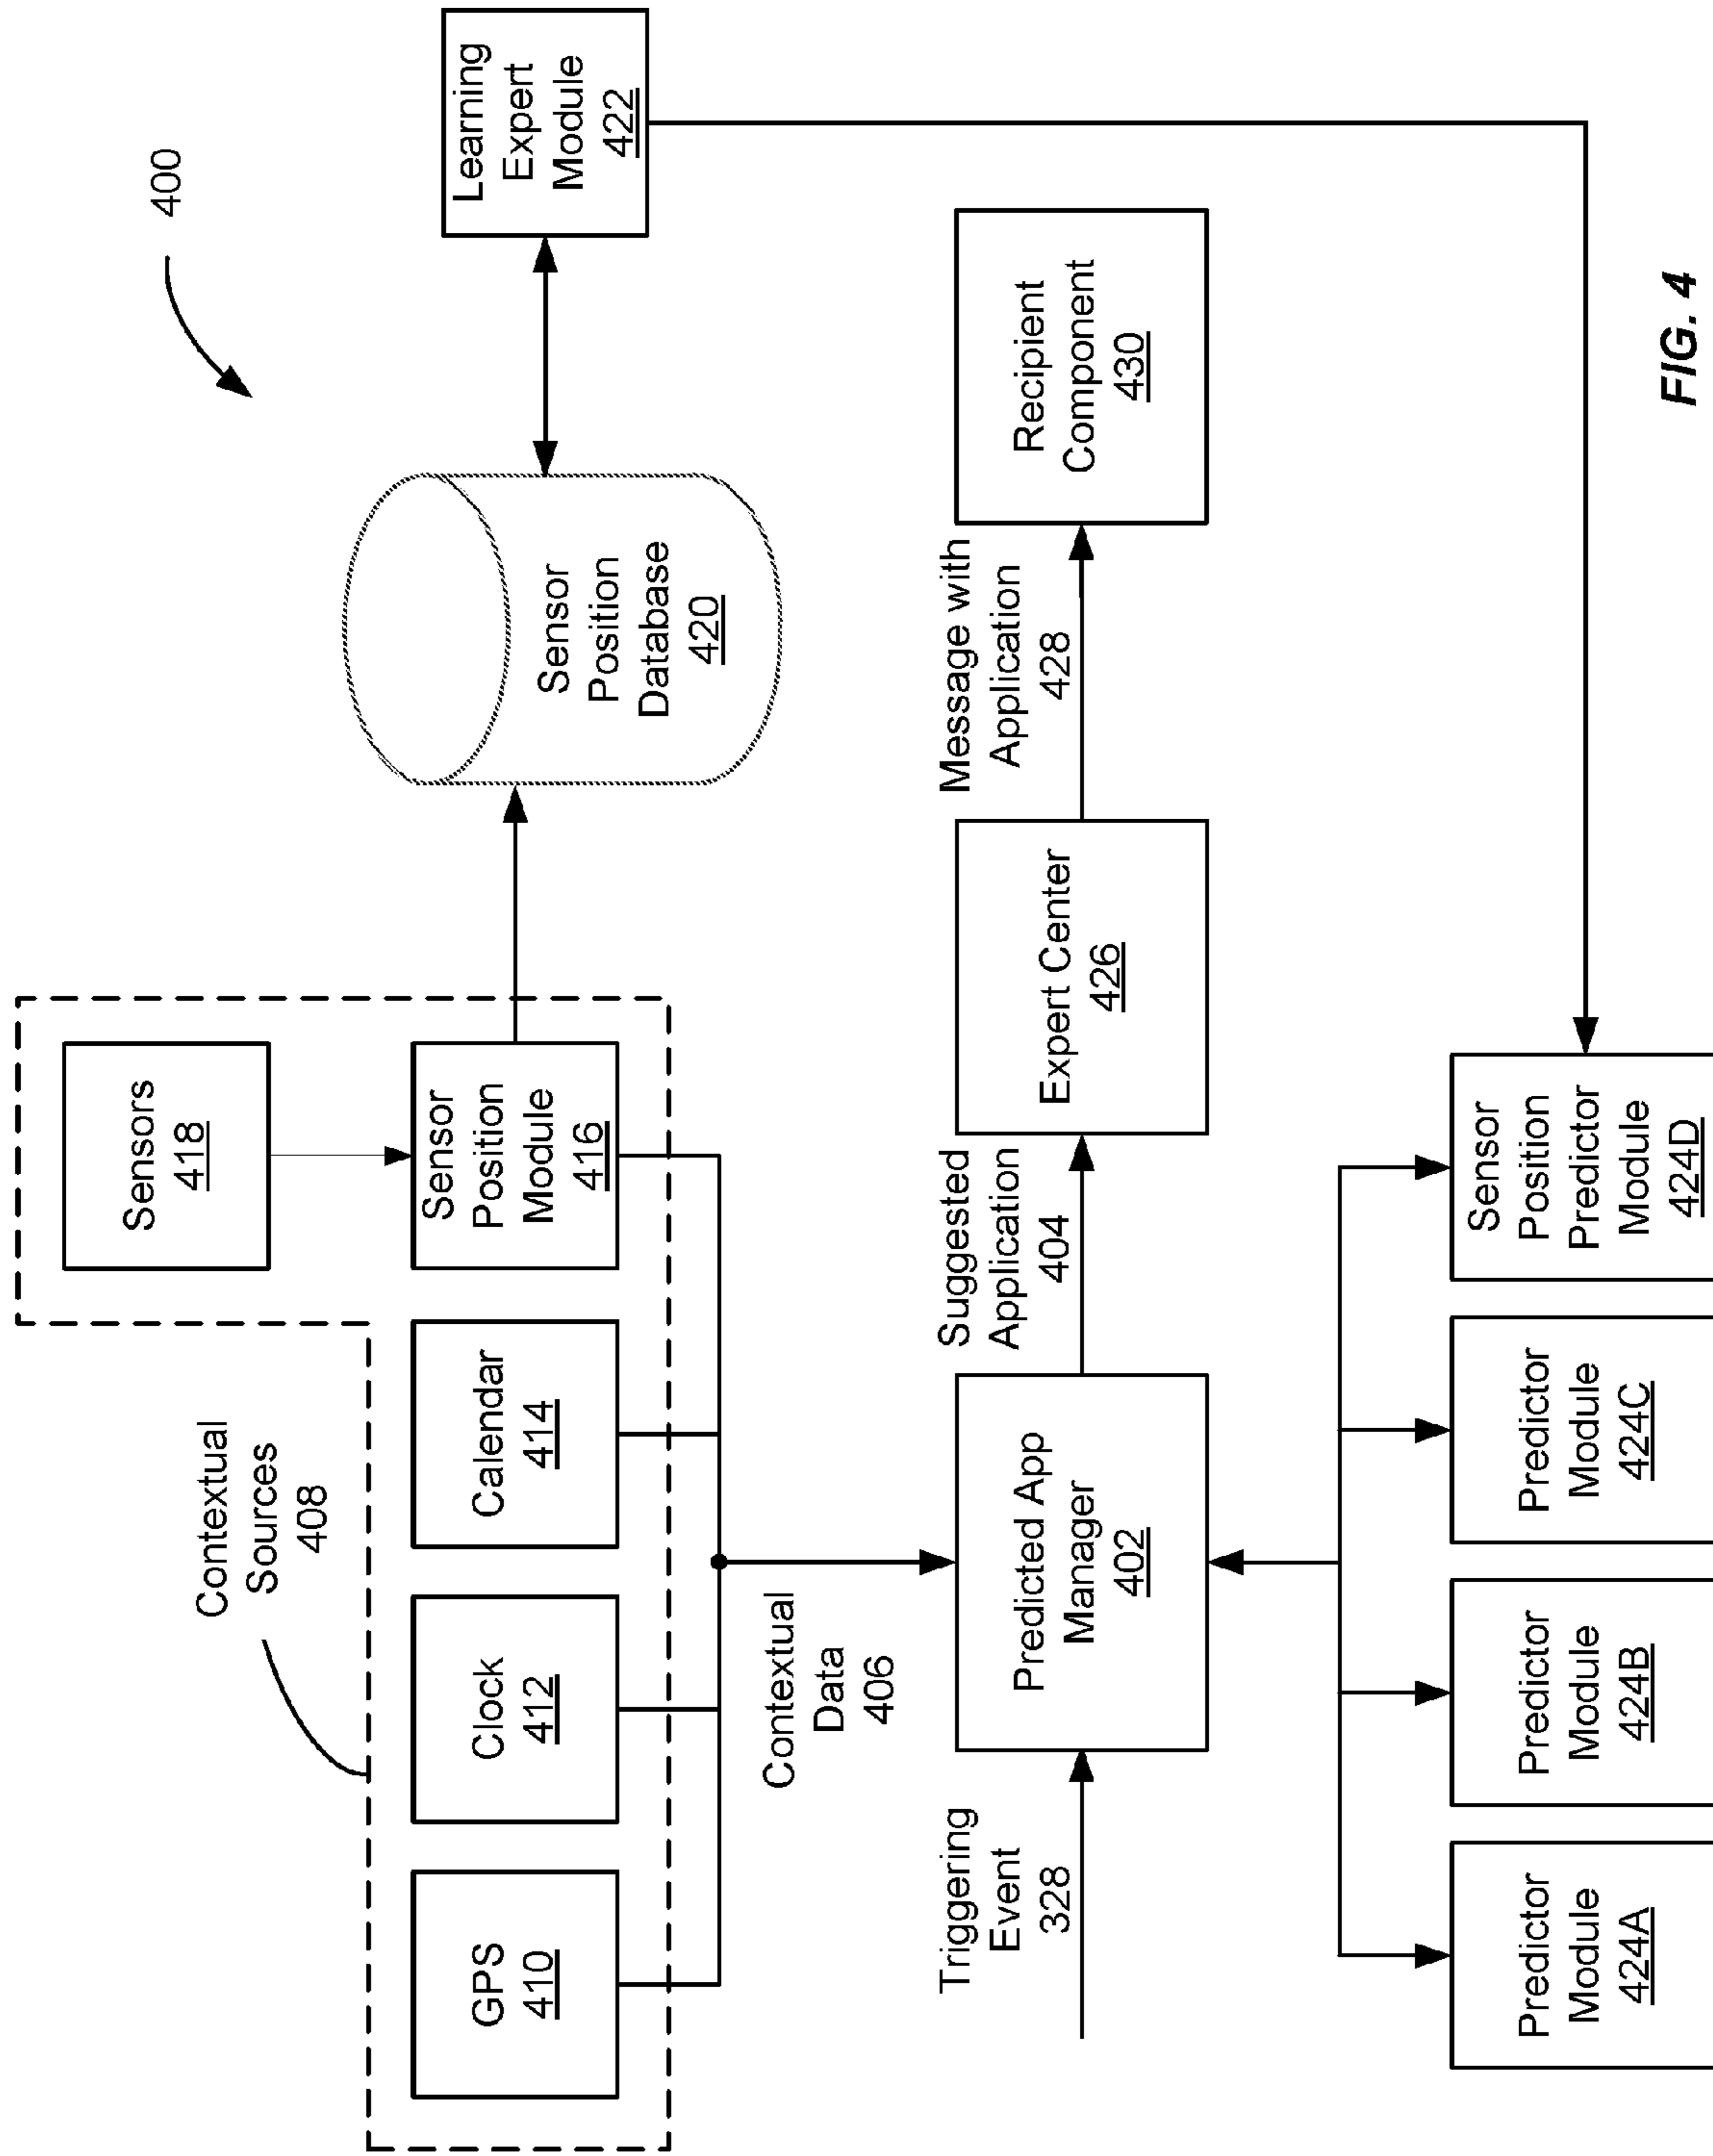 400
Contextual
Sources
408
Sensors
418
GPS
410
Clock
412
Calendar
414
Sensor
Position
Module
416
Sensor
Position
Database
420
Learning
Expert
Module
422
Contextual
Data
406
Triggering
Event
328
Predicted App
Manager
402
Suggested
Application
404
Expert Center
426
Message with
Application
428
Recipient
Component
430
Predictor
Module
424A
Predictor
Module
424B
Predictor
Module
424C
Sensor
Position
Predictor
Module
424D
FIG. 4